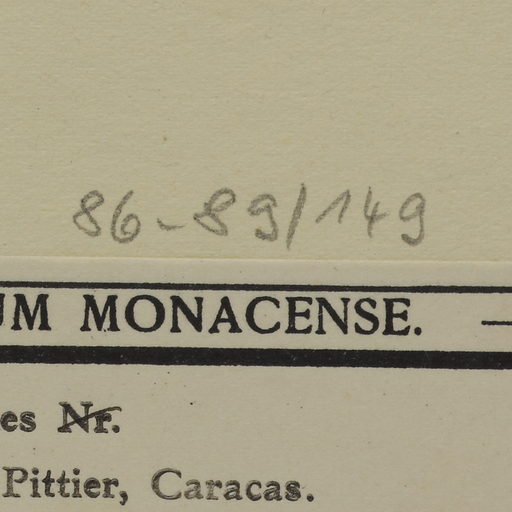 86-89/149
UM MONACENSE. —
es Nr.
Pittier, Caracas.